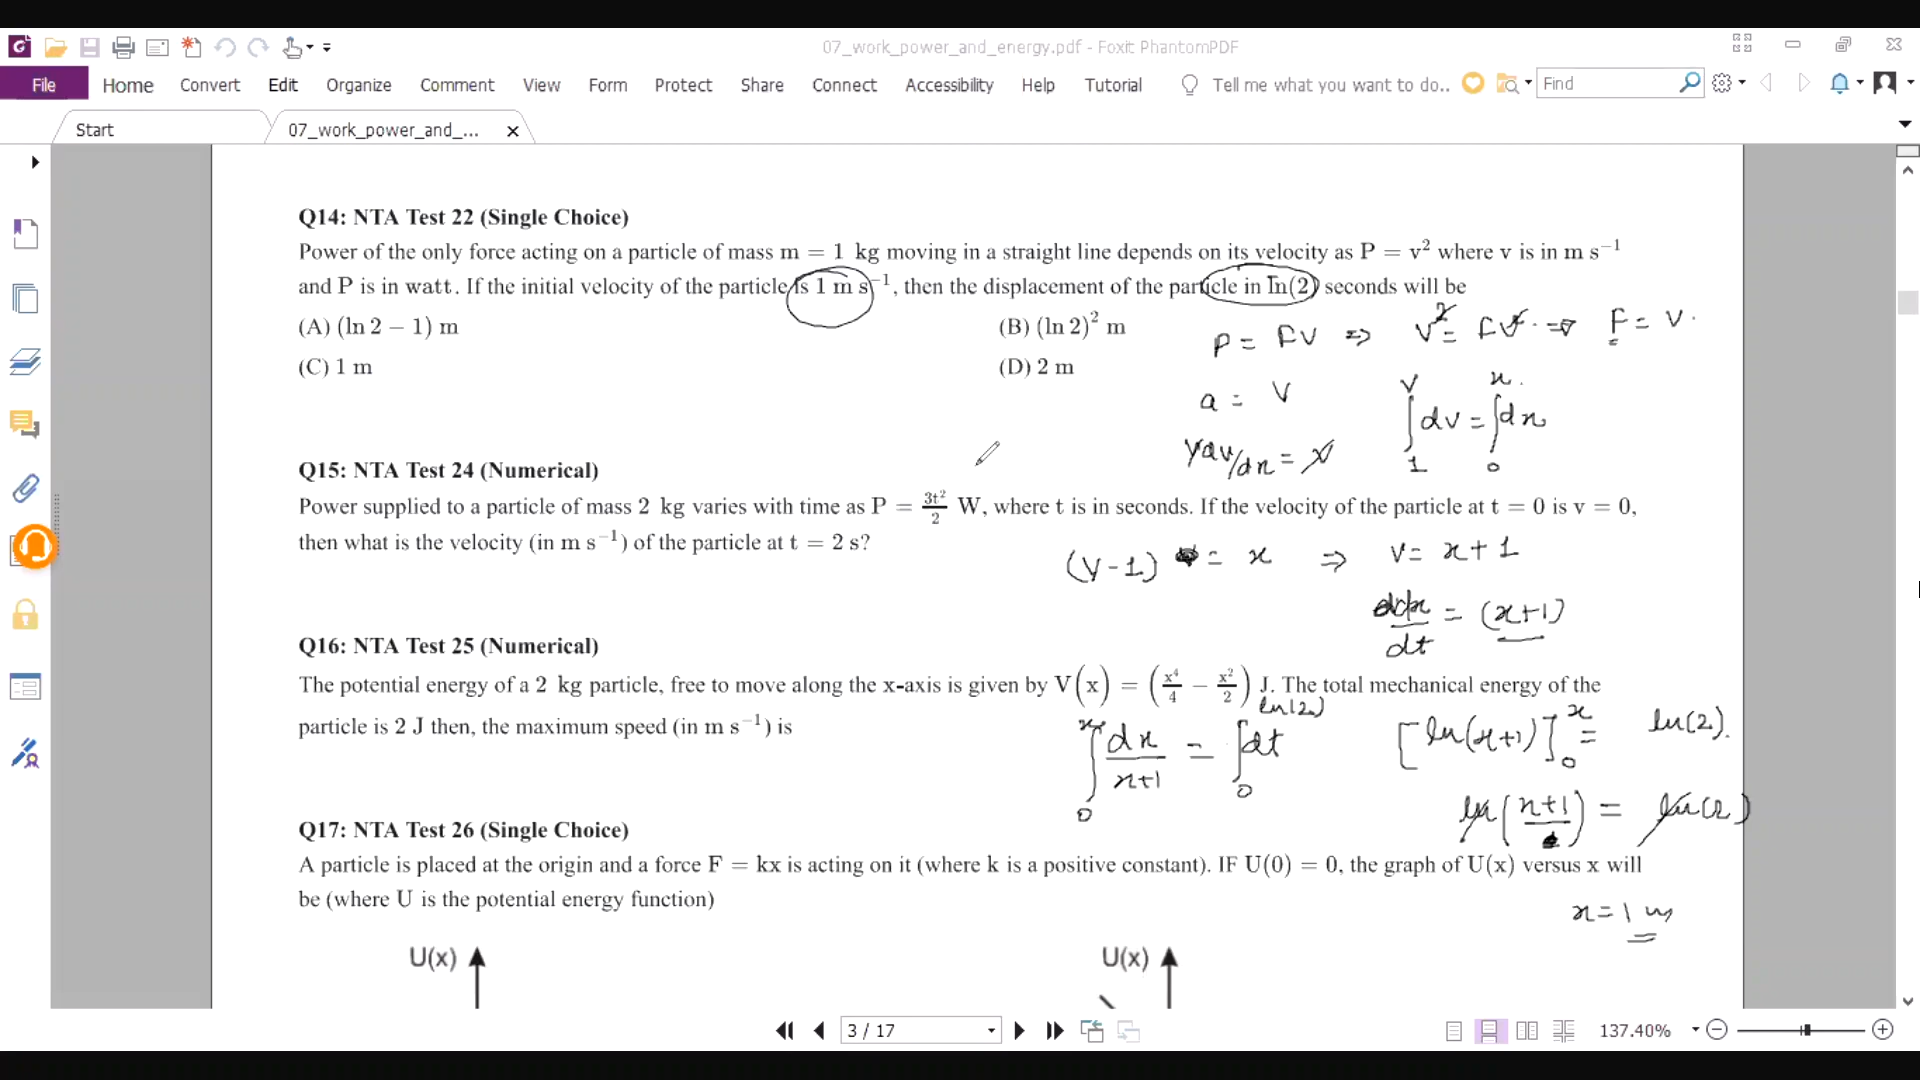 07_work_power_and_energy.pdf - Foxit PhantomPDF
File Home Convert Edit Organize Comment View Form Protect Share Connect Accessibility Help Tutorial Tell me what you want to do.. Find
Start 07_work_power_and_...
Q14: NTA Test 22 (Single Choice)
Power of the only force acting on a particle of mass m = 1 kg moving in a straight line depends on its velocity as P = v² where v is in m s⁻¹
and P is in watt. If the initial velocity of the particle is 1 m s⁻¹, then the displacement of the particle in ln(2) seconds will be
(A) (ln 2 − 1) m
(B) (ln 2)² m
(C) 1 m
(D) 2 m
P = FV ⇒ V² = FV ⇒ F = V.
a = V
V dv/dx = V
∫₁ᵛ dv = ∫₀ˣ dx
Q15: NTA Test 24 (Numerical)
Power supplied to a particle of mass 2 kg varies with time as P = 3t²/2 W, where t is in seconds. If the velocity of the particle at t = 0 is v = 0,
then what is the velocity (in m s⁻¹) of the particle at t = 2 s?
(V-1) = x ⇒ V = x+1
dx/dt = (x+1)
Q16: NTA Test 25 (Numerical)
The potential energy of a 2 kg particle, free to move along the x-axis is given by V(x) = (x⁴/4 − x²/2) J. The total mechanical energy of the
particle is 2 J then, the maximum speed (in m s⁻¹) is
∫₀ˣ dx/x+1 = ∫₀ˡⁿ⁽²⁾ dt
[ln(x+1)]₀ˣ = ln(2).
ln(x+1) = ln(2)
Q17: NTA Test 26 (Single Choice)
A particle is placed at the origin and a force F = kx is acting on it (where k is a positive constant). IF U(0) = 0, the graph of U(x) versus x will
be (where U is the potential energy function)
x = 1 m
U(x)
U(x)
3 / 17
137.40%